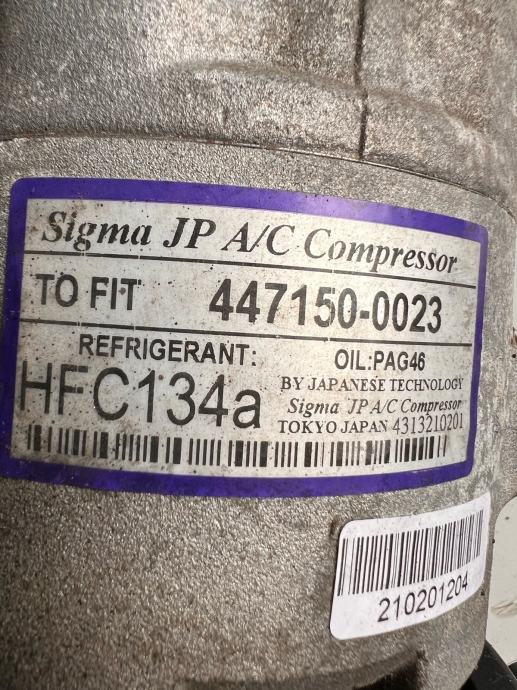 Sigma JP A/C Compressor
TO FIT 447150-0023
REFRIGERANT:
HFC134a
OIL:PAG46
BY JAPANESE TECHNOLOGY
Sigma JP A/C Compressor
TOKYO JAPAN 4313210201
210201204